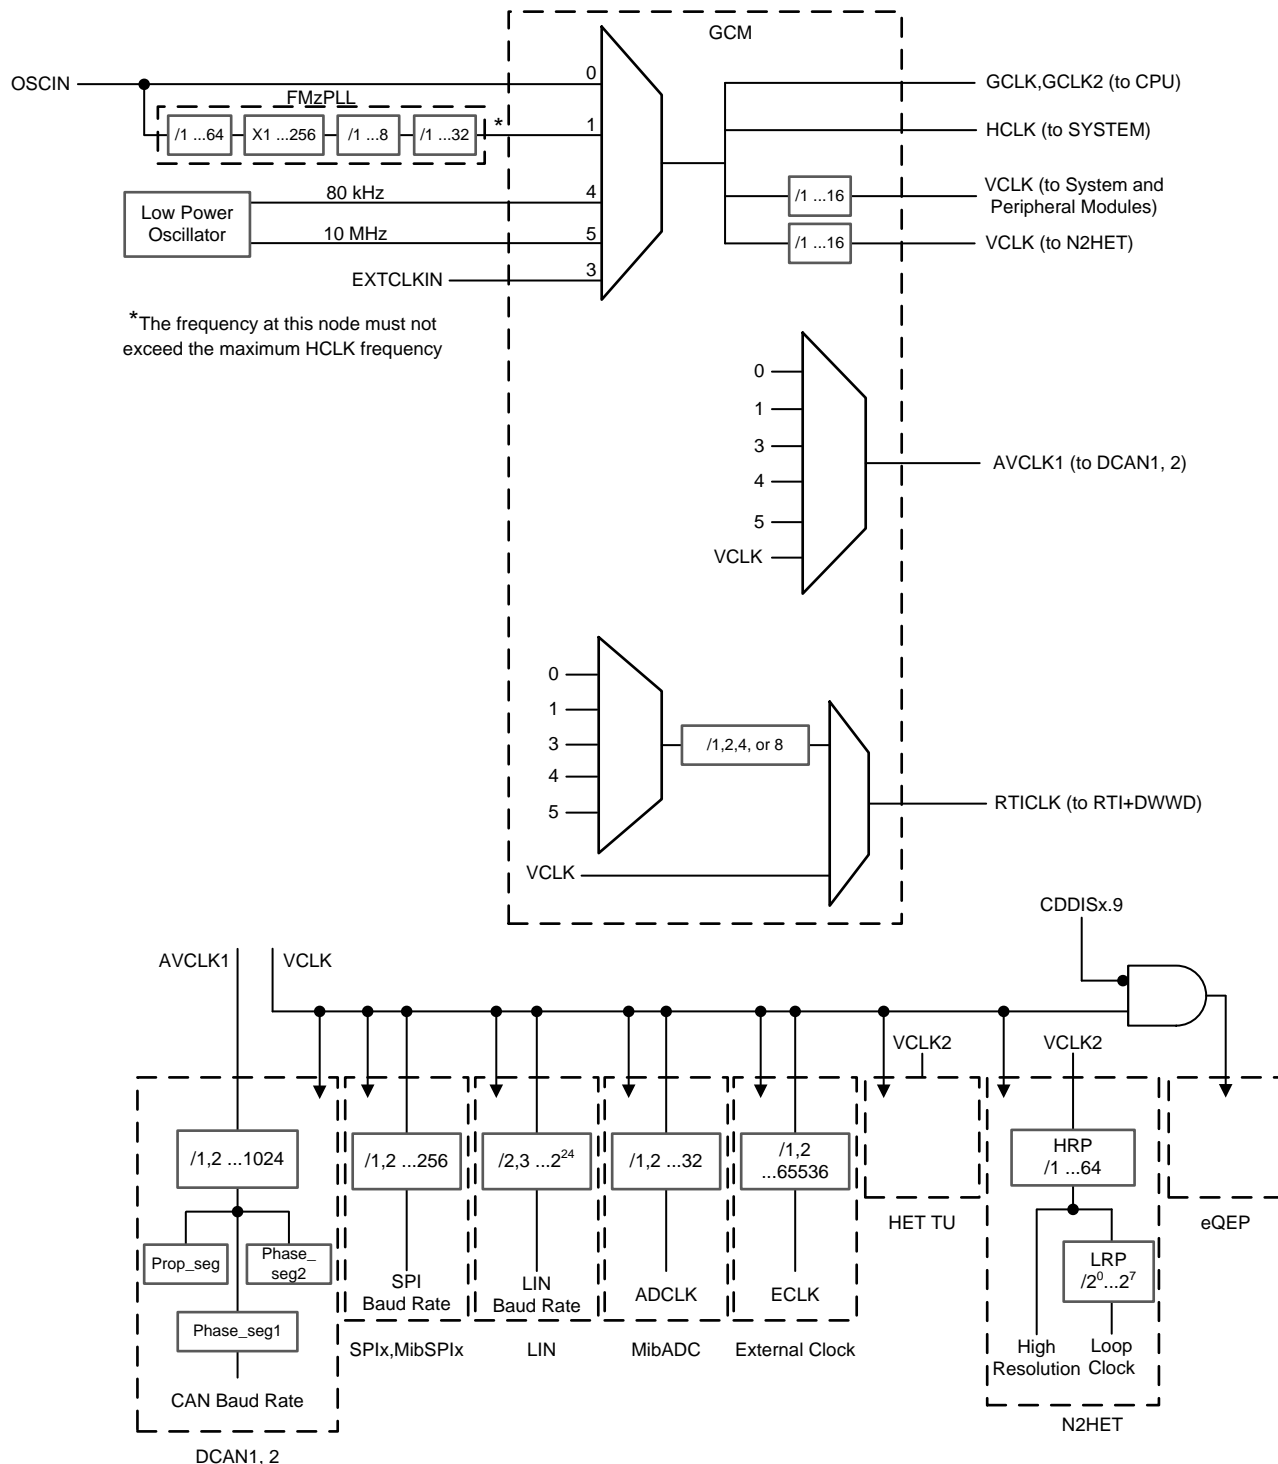 GCM
OSCIN
0
GCLK,GCLK2 (to CPU)
FMzPLL
/1 ...64
X1 ...256
/1 ...8
/1 ...32
*
1
HCLK (to SYSTEM)
Low Power
Oscillator
80 kHz
4
/1 ...16
VCLK (to System and
Peripheral Modules)
10 MHz
5
/1 ...16
VCLK (to N2HET)
EXTCLKIN
3
*The frequency at this node must not
exceed the maximum HCLK frequency
0
1
3
4
5
VCLK
AVCLK1 (to DCAN1, 2)
0
1
3
4
5
/1,2,4, or 8
VCLK
RTICLK (to RTI+DWWD)
CDDISx.9
AVCLK1
VCLK
VCLK2
VCLK2
/1,2 ...1024
Prop_seg
Phase_
seg2
Phase_seg1
CAN Baud Rate
DCAN1, 2
/1,2 ...256
SPI
Baud Rate
SPIx,MibSPIx
/2,3 ...2²⁴
LIN
Baud Rate
LIN
/1,2 ...32
ADCLK
MibADC
/1,2
...65536
ECLK
External Clock
HET TU
HRP
/1 ...64
LRP
/2⁰...2⁷
High
Resolution
Loop
Clock
N2HET
eQEP